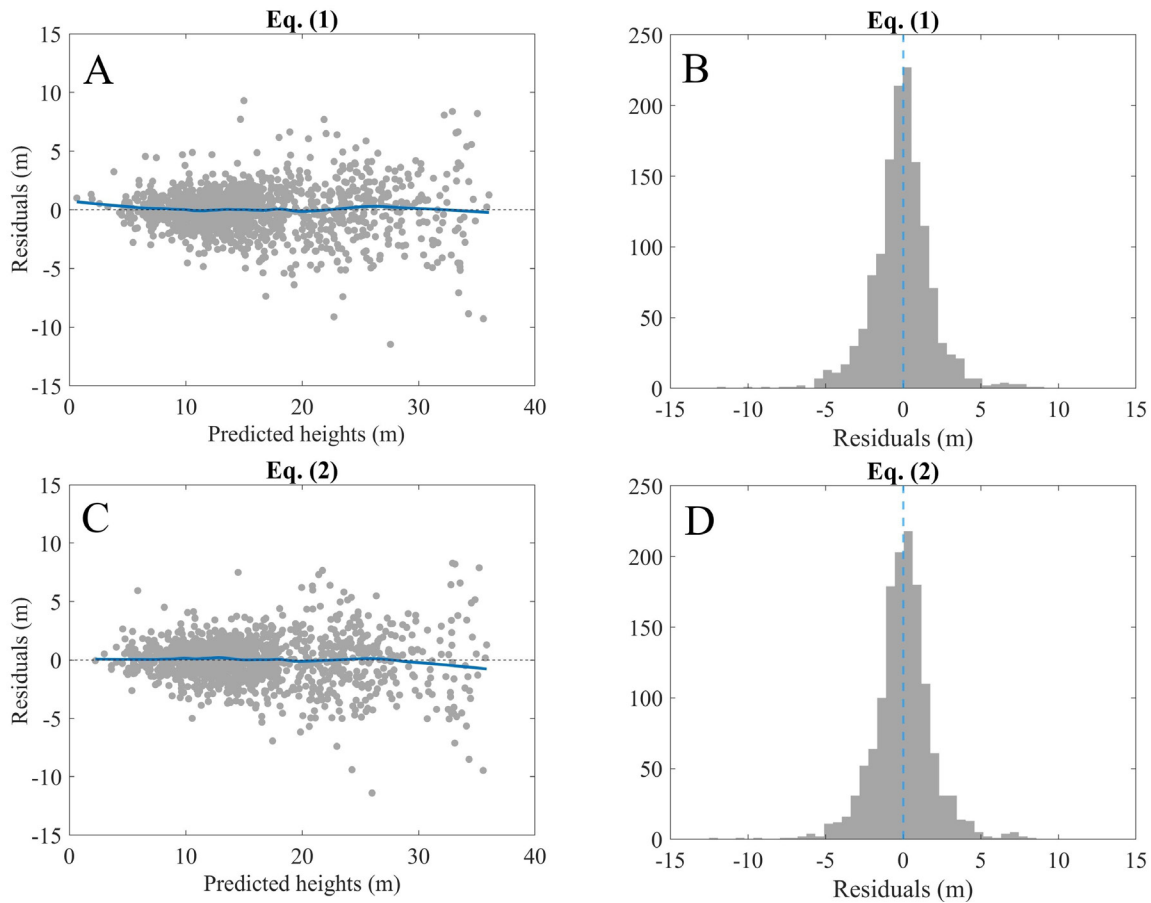 Eq. (1)
A
15
10
5
0
-5
-10
-15
Residuals (m)
0 10 20 30 40
Predicted heights (m)
Eq. (1)
B
250
200
150
100
50
0
-15 -10 -5 0 5 10 15
Residuals (m)
Eq. (2)
C
15
10
5
0
-5
-10
-15
Residuals (m)
0 10 20 30 40
Predicted heights (m)
Eq. (2)
D
250
200
150
100
50
0
-15 -10 -5 0 5 10 15
Residuals (m)